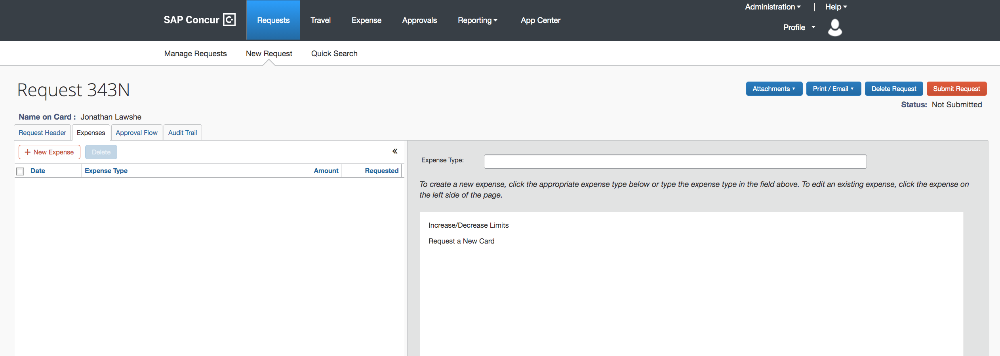 SAP Concur C.
Requests
Travel
Expense
Approvals
Reporting
App Center
Administration | Help
Profile
Manage Requests
New Request
Quick Search
Request 343N
Attachments
Print / Email
Delete Request
Submit Request
Status: Not Submitted
Name on Card : Jonathan Lawshe
Request Header
Expenses
Approval Flow
Audit Trail
+ New Expense
Delete
«
Date
Expense Type
Amount
Requested
Expense Type:
To create a new expense, click the appropriate expense type below or type the expense type in the field above. To edit an existing expense, click the expense on
the left side of the page.
Increase/Decrease Limits
Request a New Card